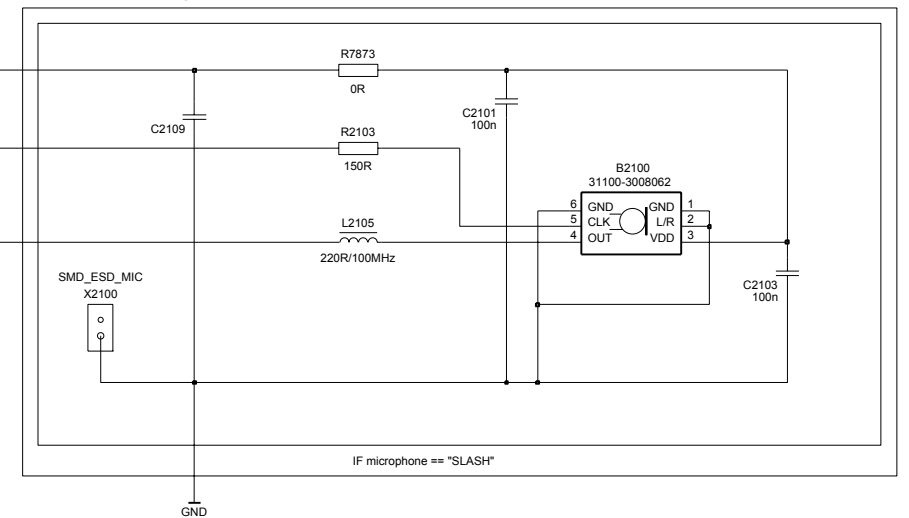 R7873
0R
C2109
C2101
100n
R2103
150R
B2100
31100-3008062
6 GND GND 1
5 CLK L/R 2
4 OUT VDD 3
L2105
220R/100MHz
SMD_ESD_MIC
X2100
C2103
100n
IF microphone == "SLASH"
GND